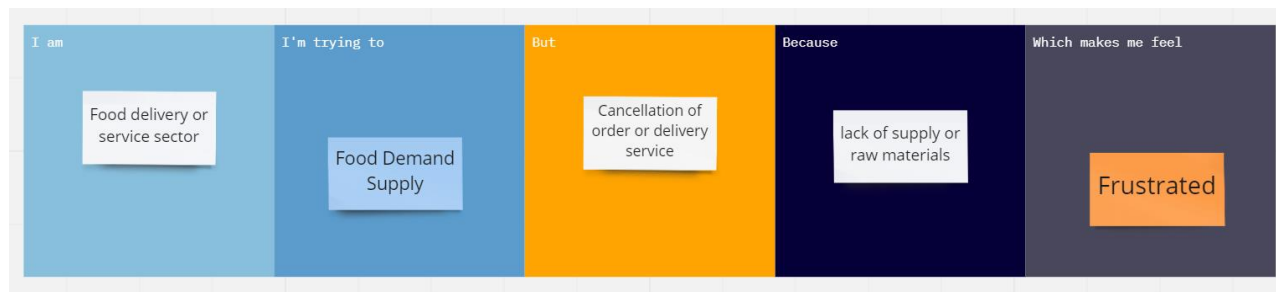 I am
I'm trying to
But
Because
Which makes me feel
Food delivery or
service sector
Food Demand
Supply
Cancellation of
order or delivery
service
lack of supply or
raw materials
Frustrated